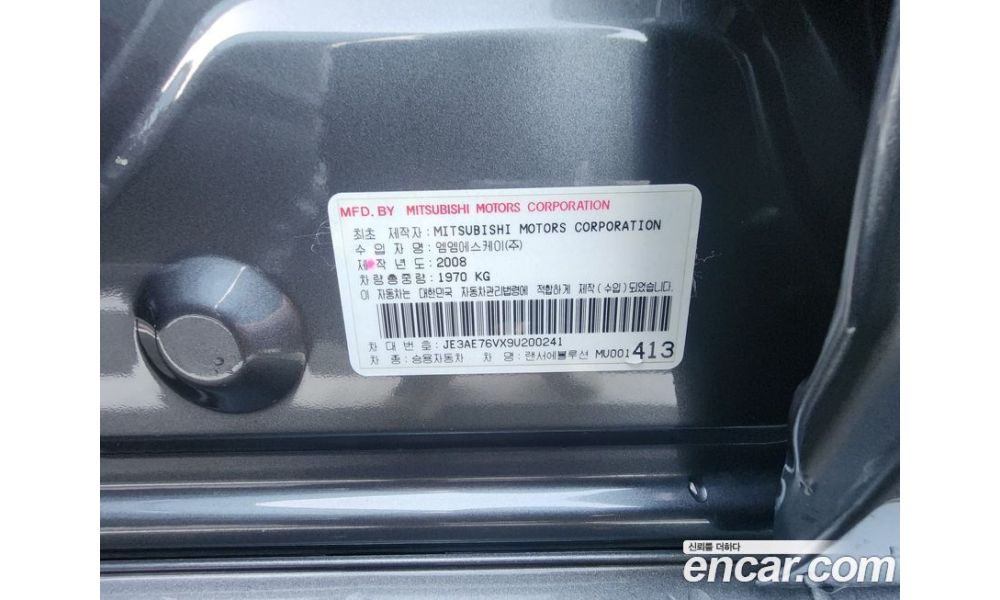 MFD. BY MITSUBISHI MOTORS CORPORATION
최초 제작자 : MITSUBISHI MOTORS CORPORATION
수 입 자 명 : 엠엠에스케이(주)
제 작 년 도 : 2008
차량총중량 : 1970 KG
이 자동차는 대한민국 자동차관리법령에 적합하게 제작 ( 수입 ) 되었습니다.
차 대 번 호 : JE3AE76VX9U200241
차 종 : 승용자동차 차 명 : 랜서에볼루션 MU001 413
신뢰를 더하다
encar.com